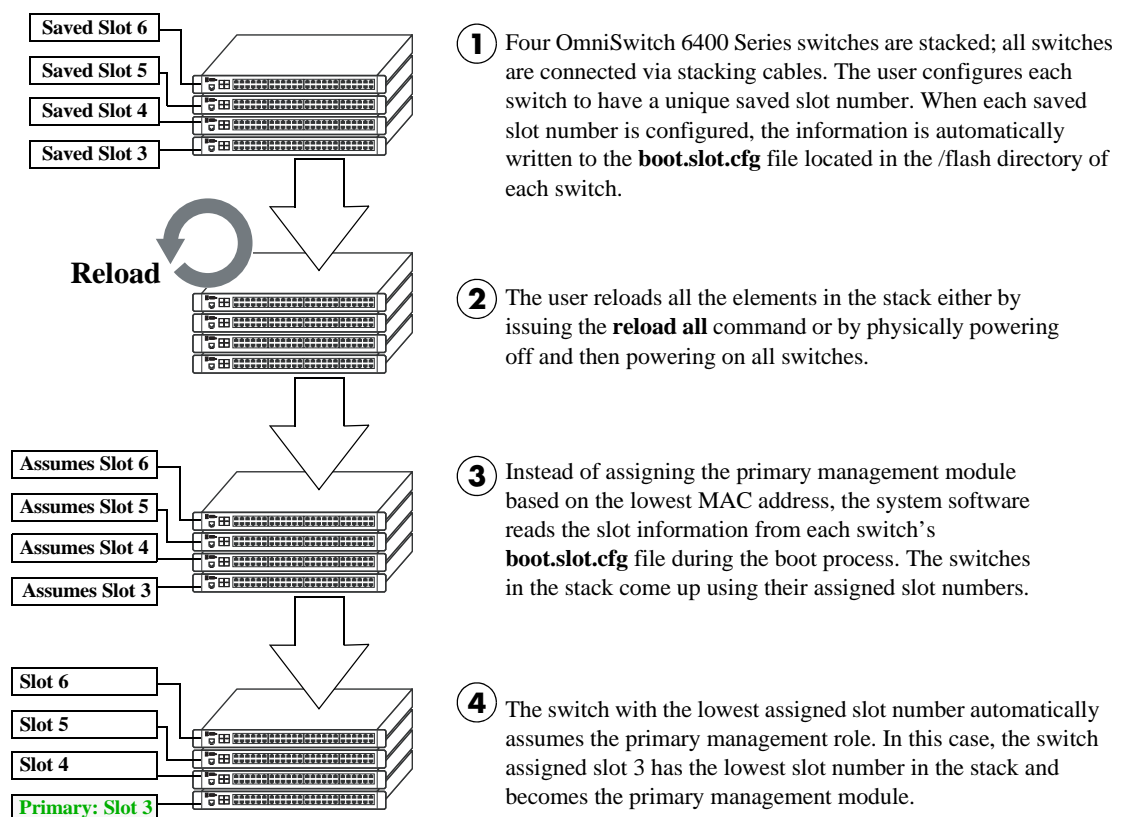 Saved Slot 6
Saved Slot 5
Saved Slot 4
Saved Slot 3
1 Four OmniSwitch 6400 Series switches are stacked; all switches
are connected via stacking cables. The user configures each
switch to have a unique saved slot number. When each saved
slot number is configured, the information is automatically
written to the boot.slot.cfg file located in the /flash directory of
each switch.
Reload
2 The user reloads all the elements in the stack either by
issuing the reload all command or by physically powering
off and then powering on all switches.
Assumes Slot 6
Assumes Slot 5
Assumes Slot 4
Assumes Slot 3
3 Instead of assigning the primary management module
based on the lowest MAC address, the system software
reads the slot information from each switch’s
boot.slot.cfg file during the boot process. The switches
in the stack come up using their assigned slot numbers.
Slot 6
Slot 5
Slot 4
Primary: Slot 3
4 The switch with the lowest assigned slot number automatically
assumes the primary management role. In this case, the switch
assigned slot 3 has the lowest slot number in the stack and
becomes the primary management module.